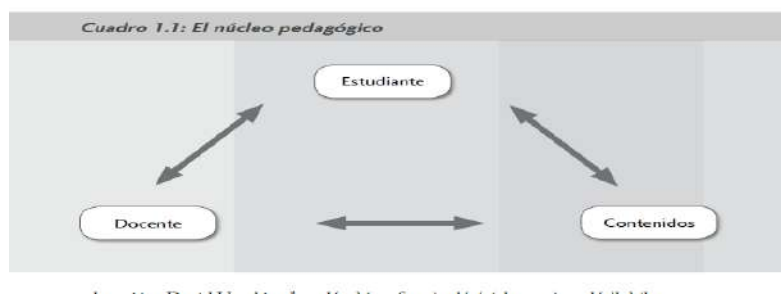 Cuadro 1.1: El núcleo pedagógico
Estudiante
Docente
Contenidos